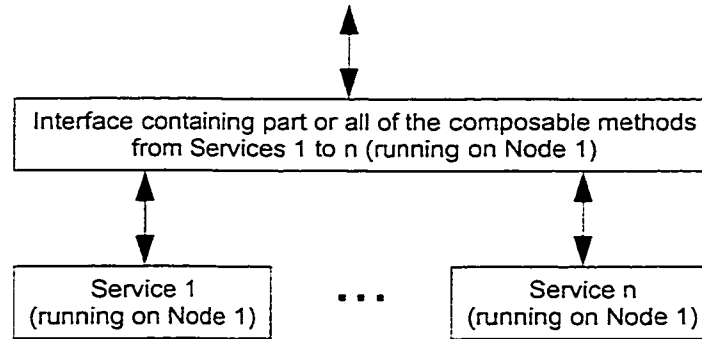 Interface containing part or all of the composable methods
from Services 1 to n (running on Node 1)
Service 1
(running on Node 1)
...
Service n
(running on Node 1)